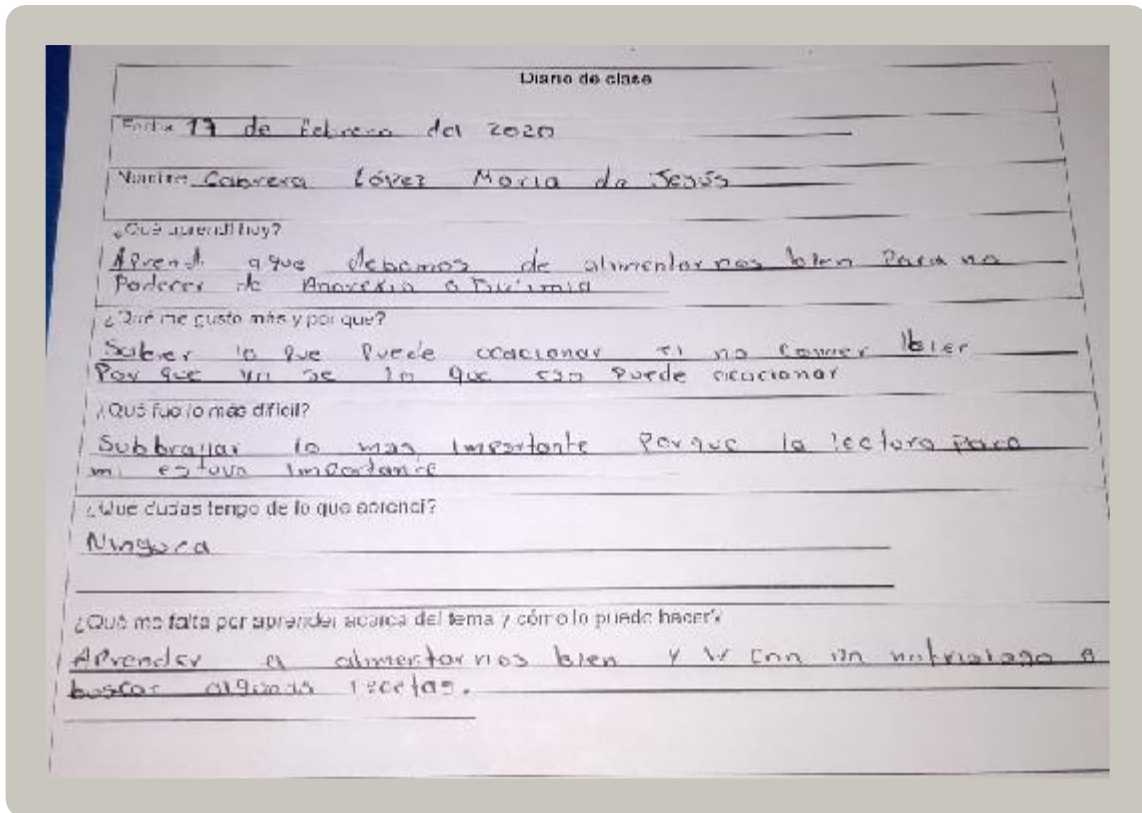 Diario de clase
Fecha 17 de febrero del 2020
Nombre Cabrera López Maria de Jesús
¿Qué aprendí hoy?
Aprendi aque debemos de alimentarnos bien Para no
Padecer de Anorexia o Bulimia
¿Qué me gusto más y por que?
Saber lo que Puede ocacionar si no comer bien
Por que ya se lo que eso Puede ocacionar
¿Qué fue lo más difícil?
Subbrayar lo mas importante Porque la lectura Para
mi estuvo importante
¿Que dudas tengo de lo que aprendí?
Ninguna
¿Qué me falta por aprender acerca del tema y cómo lo puedo hacer?
APrender a alimentarnos bien y ir con un nutriologo o
buscar algunas recetas.